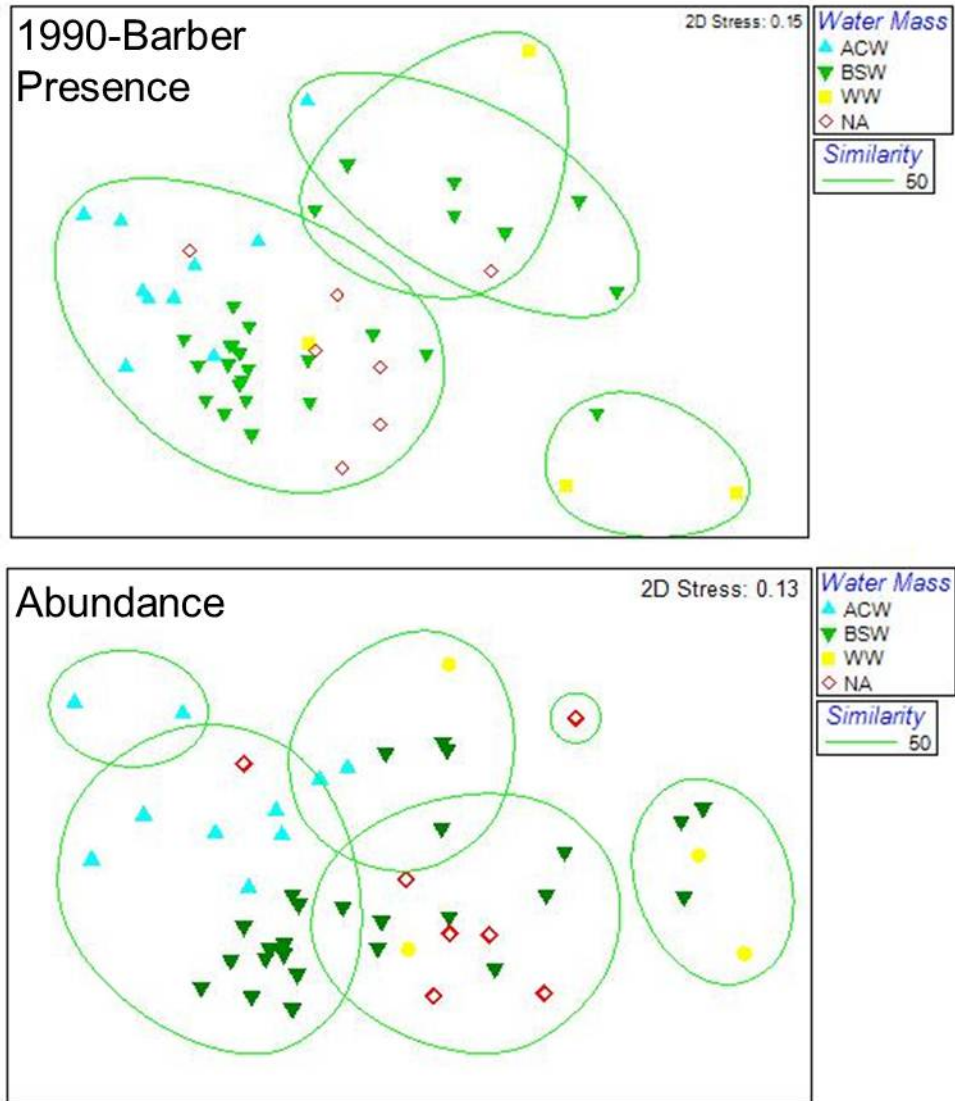 1990-Barber
Presence
2D Stress: 0.15
Water Mass
ACW
BSW
WW
NA
Similarity
50
Abundance
2D Stress: 0.13
Water Mass
ACW
BSW
WW
NA
Similarity
50